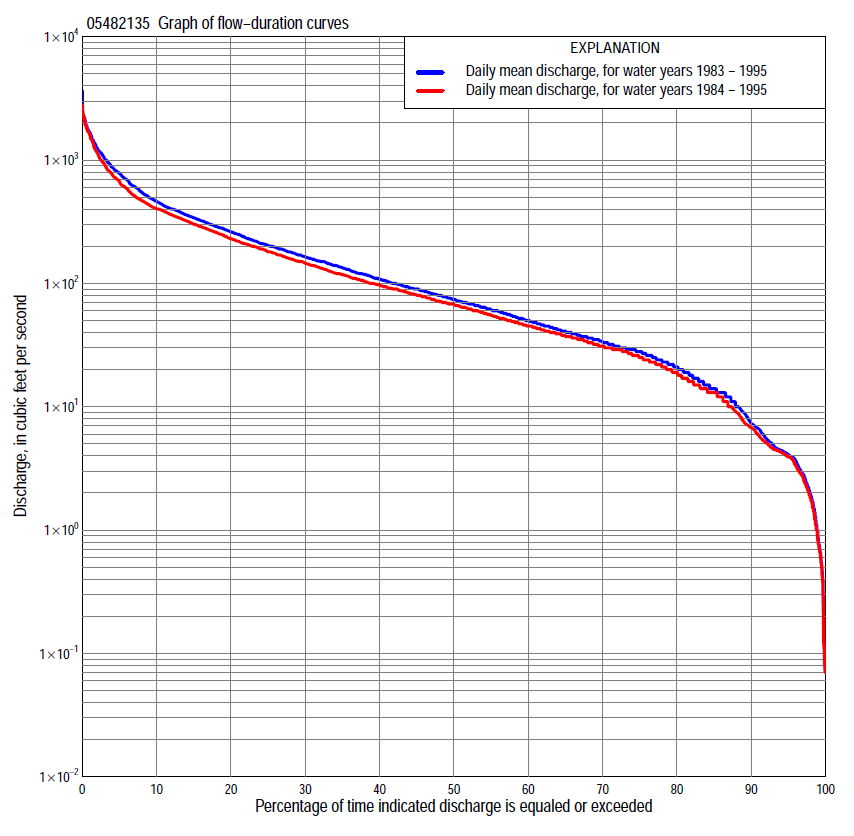 05482135 Graph of flow−duration curves
EXPLANATION
Daily mean discharge, for water years 1983 − 1995
Daily mean discharge, for water years 1984 − 1995
Discharge, in cubic feet per second
1×10⁴
1×10³
1×10²
1×10¹
1×10⁰
1×10⁻¹
1×10⁻²
0 10 20 30 40 50 60 70 80 90 100
Percentage of time indicated discharge is equaled or exceeded